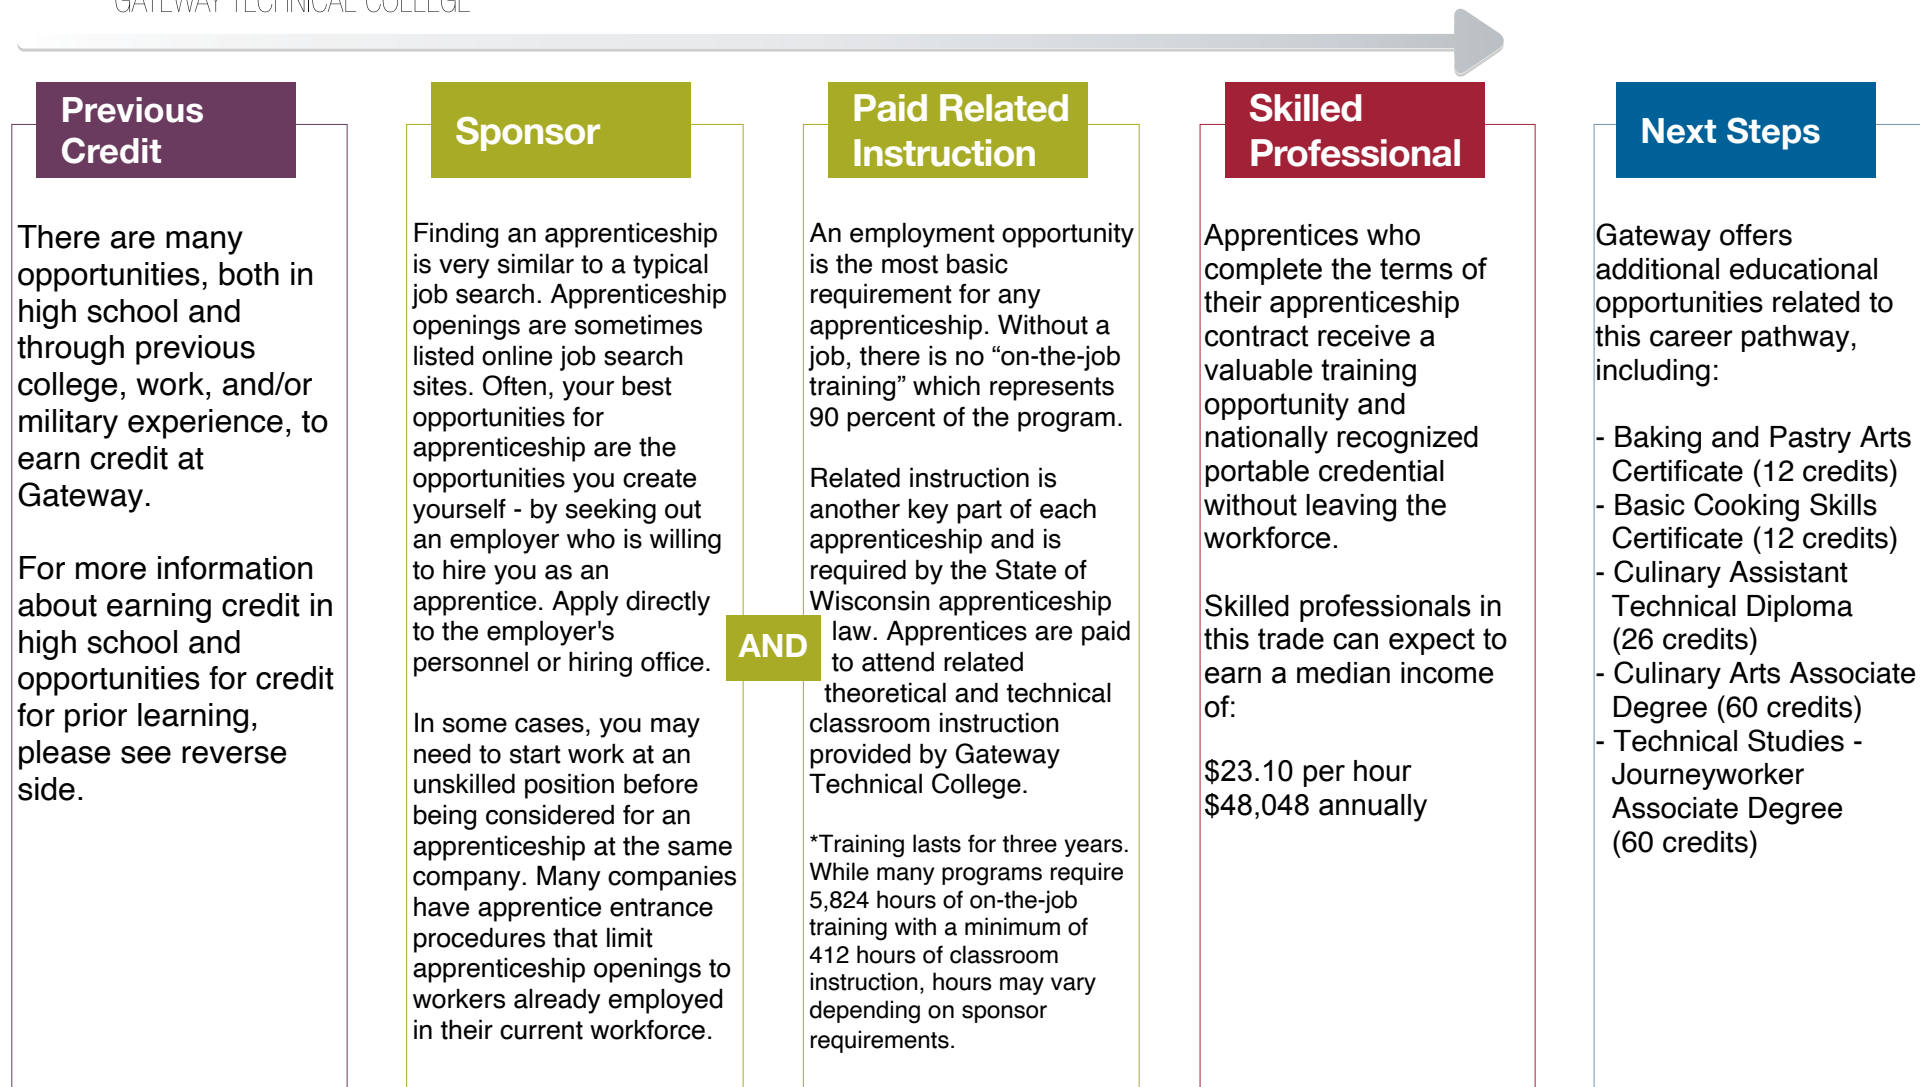 GATEWAY TECHNICAL COLLEGE
Previous
Credit
There are many
opportunities, both in
high school and
through previous
college, work, and/or
military experience, to
earn credit at
Gateway.
For more information
about earning credit in
high school and
opportunities for credit
for prior learning,
please see reverse
side.
Sponsor
Finding an apprenticeship
is very similar to a typical
job search. Apprenticeship
openings are sometimes
listed online job search
sites. Often, your best
opportunities for
apprenticeship are the
opportunities you create
yourself - by seeking out
an employer who is willing
to hire you as an
apprentice. Apply directly
to the employer's
personnel or hiring office.
In some cases, you may
need to start work at an
unskilled position before
being considered for an
apprenticeship at the same
company. Many companies
have apprentice entrance
procedures that limit
apprenticeship openings to
workers already employed
in their current workforce.
AND
Paid Related
Instruction
An employment opportunity
is the most basic
requirement for any
apprenticeship. Without a
job, there is no “on-the-job
training” which represents
90 percent of the program.
Related instruction is
another key part of each
apprenticeship and is
required by the State of
Wisconsin apprenticeship
law. Apprentices are paid
to attend related
theoretical and technical
classroom instruction
provided by Gateway
Technical College.
*Training lasts for three years.
While many programs require
5,824 hours of on-the-job
training with a minimum of
412 hours of classroom
instruction, hours may vary
depending on sponsor
requirements.
Skilled
Professional
Apprentices who
complete the terms of
their apprenticeship
contract receive a
valuable training
opportunity and
nationally recognized
portable credential
without leaving the
workforce.
Skilled professionals in
this trade can expect to
earn a median income
of:
$23.10 per hour
$48,048 annually
Next Steps
Gateway offers
additional educational
opportunities related to
this career pathway,
including:
- Baking and Pastry Arts
Certificate (12 credits)
- Basic Cooking Skills
Certificate (12 credits)
- Culinary Assistant
Technical Diploma
(26 credits)
- Culinary Arts Associate
Degree (60 credits)
- Technical Studies -
Journeyworker
Associate Degree
(60 credits)